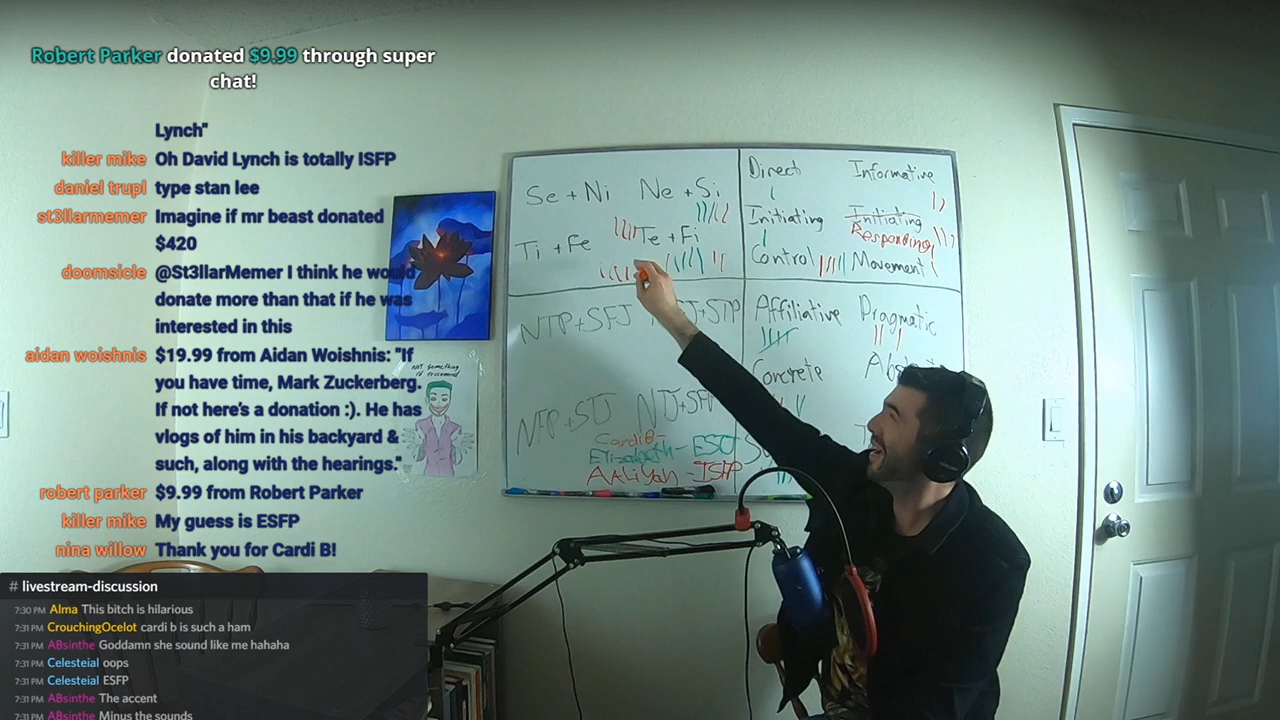 Robert Parker donated $9.99 through super
chat!
Lynch"
killer mike Oh David Lynch is totally ISFP
daniel trupl type stan lee
st3llarmemer Imagine if mr beast donated
$420
doomsicle @St3llarMemer I think he would
donate more than that if he was
interested in this
aidan woishnis $19.99 from Aidan Woishnis: "If
you have time, Mark Zuckerberg.
If not here's a donation :). He has
vlogs of him in his backyard &
such, along with the hearings."
robert parker $9.99 from Robert Parker
killer mike My guess is ESFP
nina willow Thank you for Cardi B!
# livestream-discussion
7:30 PM Alma This bitch is hilarious
7:31 PM CrouchingOcelot cardi b is such a ham
7:31 PM ABsinthe Goddamn she sound like me hahaha
7:31 PM Celesteial oops
7:31 PM Celesteial ESFP
7:31 PM ABsinthe The accent
7:31 PM ABsinthe Minus the sounds
NOT something
I'd recommend
Se + Ni Ne + Si
Ti + Fe Te + Fi
NTP + SFJ J + STP
NFP + STJ NTJ + SFP
Cardi B-
Elizabeth - ESTJ
AALiyah = ISFP
Direct Informative
Initiating Initiating
Responding
Control Movement
Affiliative Pragmatic
Concrete Abs